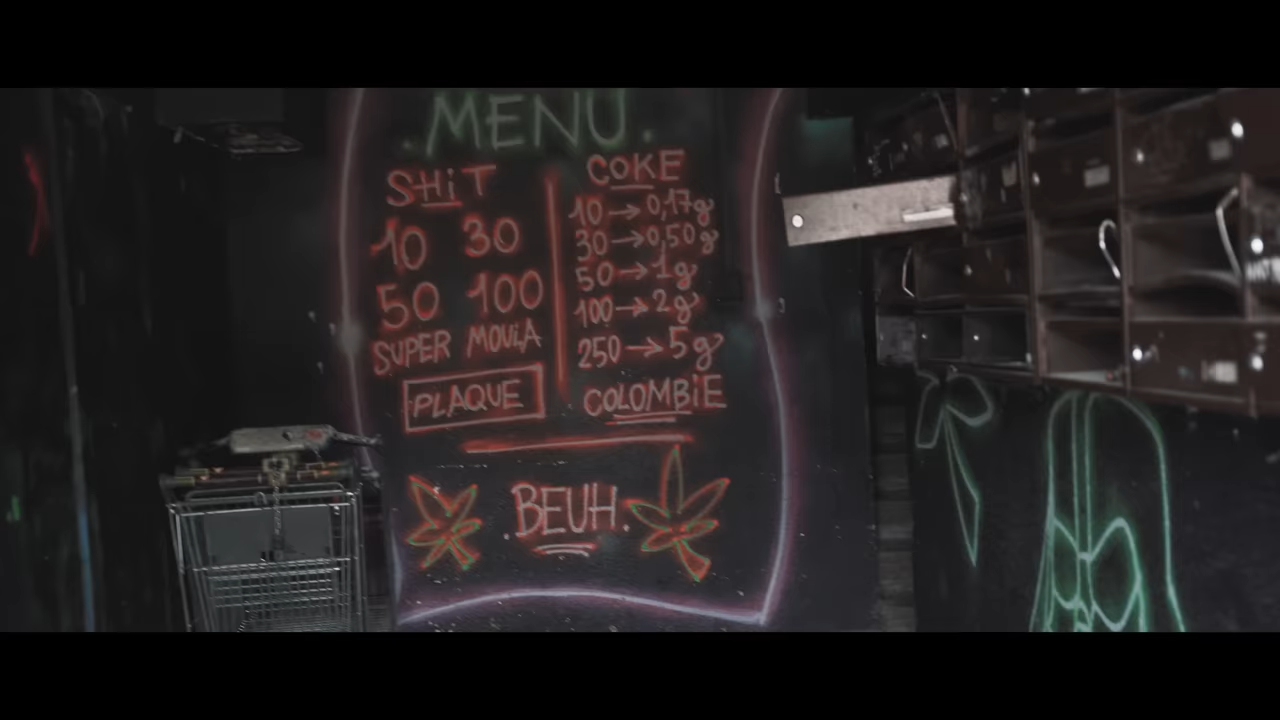 .MENU.
SHiT
10 30
50 100
SUPER MOULA
PLAQUE
COKE
10→0,17g
30→0,50g
50→1g
100→2g
250→5g
COLOMBiE
BEUH.